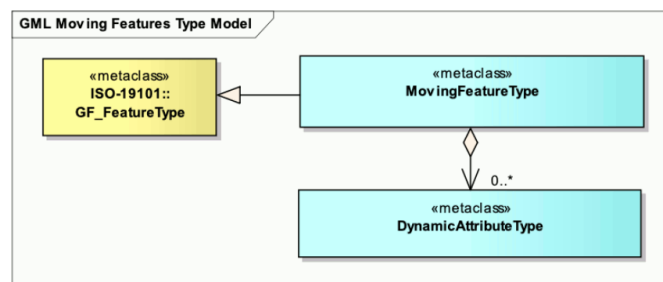 GML Moving Features Type Model
«metaclass»
ISO-19101::
GF_FeatureType
«metaclass»
MovingFeatureType
0..*
«metaclass»
DynamicAttributeType